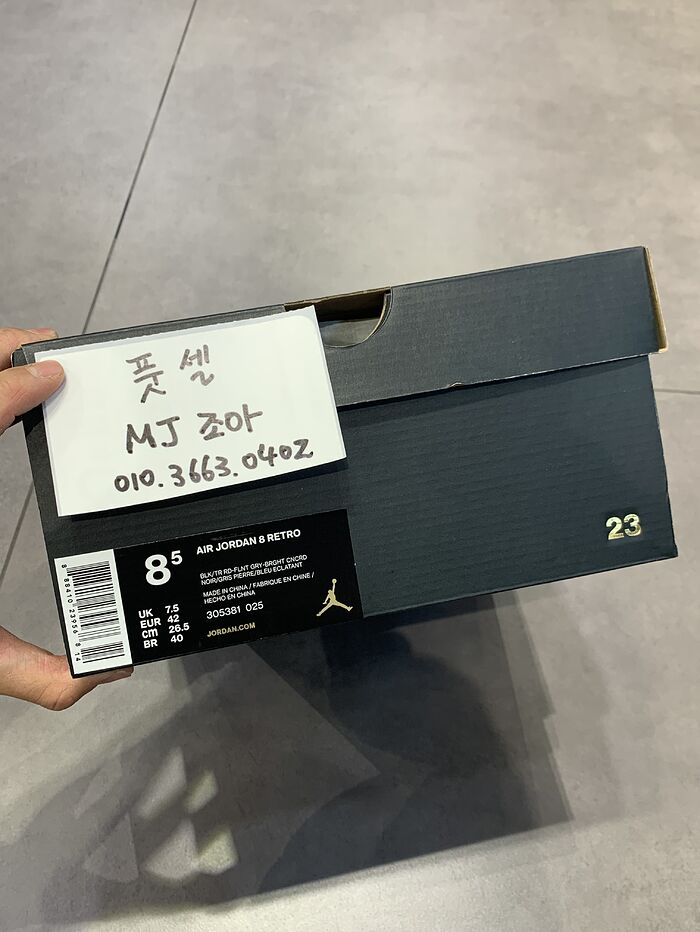 풋셀
MJ 조아
010.3663.0402
23
8 5
AIR JORDAN 8 RETRO
BLK/TR RD-FLNT GRY-BRGHT CNCRD
NOIR/GRIS PIERRE/BLEU ECLATANT
MADE IN CHINA / FABRIQUE EN CHINE /
HECHO EN CHINA
305381 025
JORDAN.COM
UK 7.5
EUR 42
cm 26.5
BR 40